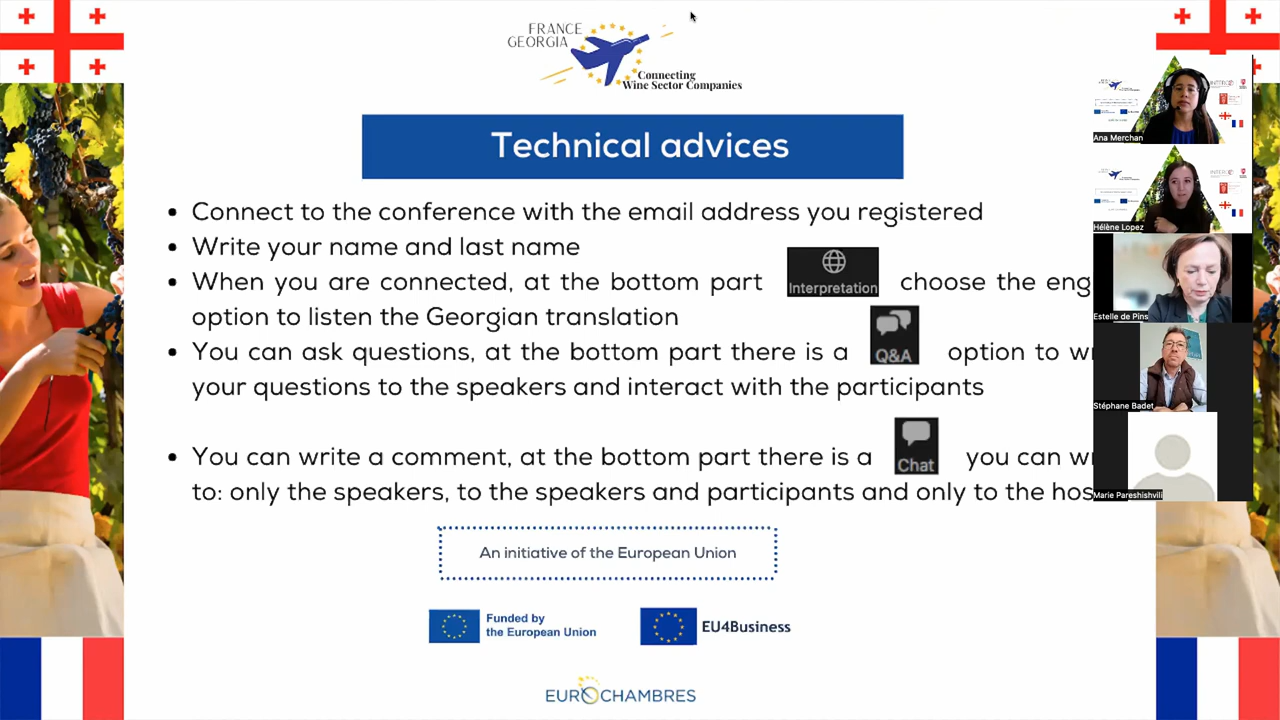 FRANCE
GEORGIA
Connecting
Wine Sector Companies
Technical advices
• Connect to the conference with the email address you registered
• Write your name and last name
• When you are connected, at the bottom part Interpretation choose the eng
option to listen the Georgian translation
• You can ask questions, at the bottom part there is a Q&A option to w
your questions to the speakers and interact with the participants
• You can write a comment, at the bottom part there is a Chat you can w
to: only the speakers, to the speakers and participants and only to the hos
An initiative of the European Union
Funded by
the European Union
EU4Business
EUROCHAMBRES
Ana Merchan
Hélène Lopez
Estelle de Pins
Stéphane Badet
Marie Pareshishvili